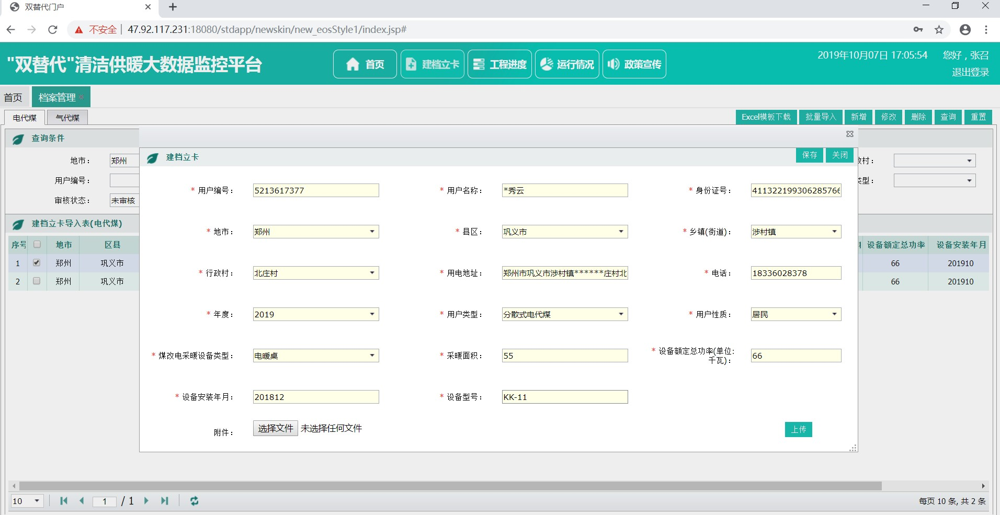 双替代门户
不安全 47.92.117.231:18080/stdapp/newskin/new_eosStyle1/index.jsp#
"双替代"清洁供暖大数据监控平台
首页 建档立卡 工程进度 运行情况 政策宣传
2019年10月07日 17:05:54 您好，张召
退出登录
首页 档案管理
电代煤 气代煤
Excel模板下载 批量导入 新增 修改 删除 查询 重置
查询条件
地市： 郑州
用户编号：
审核状态： 未审核
政村：
类型：
建档立卡导入表(电代煤)
序号 地市 区县 设备额定总功率 设备安装年月
1 郑州 巩义市 66 201910
2 郑州 巩义市 66 201910
建档立卡 保存 关闭
* 用户编号： 5213617377 * 用户名称： *秀云 * 身份证号： 411322199306285766
* 地市： 郑州 * 县区： 巩义市 * 乡镇(街道)： 涉村镇
* 行政村： 北庄村 * 用电地址： 郑州市巩义市涉村镇******庄村北 * 电话： 18336028378
* 年度： 2019 * 用户类型： 分散式电代煤 * 用户性质： 居民
* 煤改电采暖设备类型： 电暖桌 * 采暖面积： 55 * 设备额定总功率(单位:
千瓦)： 66
* 设备安装年月： 201812 * 设备型号： KK-11
附件： 选择文件 未选择任何文件 上传
10 1 / 1 每页 10 条, 共 2 条